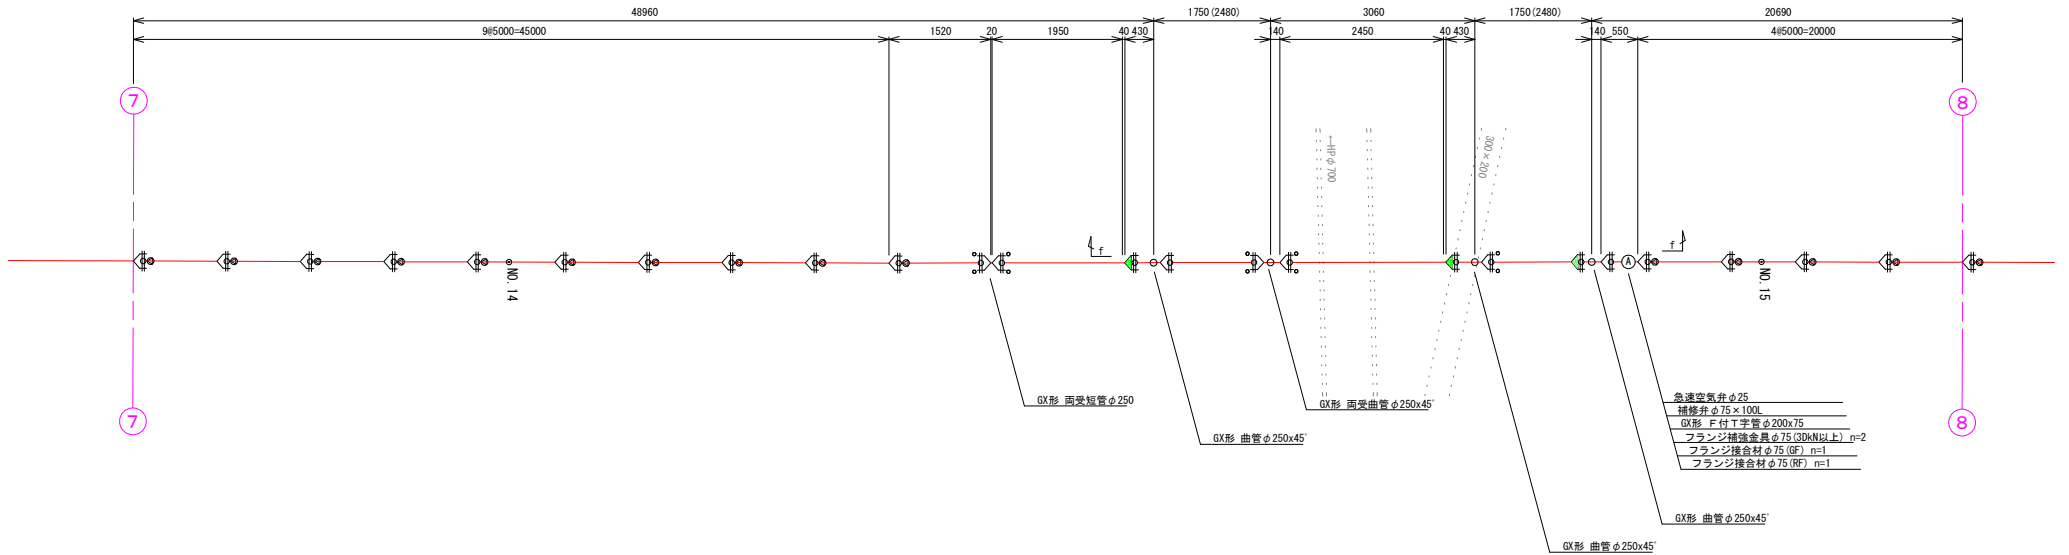 48960
1750(2480)
3060
1750(2480)
20690
9@5000=45000
1520
20
1950
40
430
140
2450
40
430
140
550
4@5000=20000
7
8
←HPφ700
300×200
f
f
A
NO.14
NO.15
7
8
GX形 両受短管φ250
GX形 両受曲管φ250x45°
GX形 曲管φ250x45°
急速空気弁φ25
補修弁φ75×100L
GX形 F付T字管φ200x75
フランジ補強金具φ75(3DkN以上) n=2
フランジ接合材φ75(GF) n=1
フランジ接合材φ75(RF) n=1
GX形 曲管φ250x45°
GX形 曲管φ250x45°